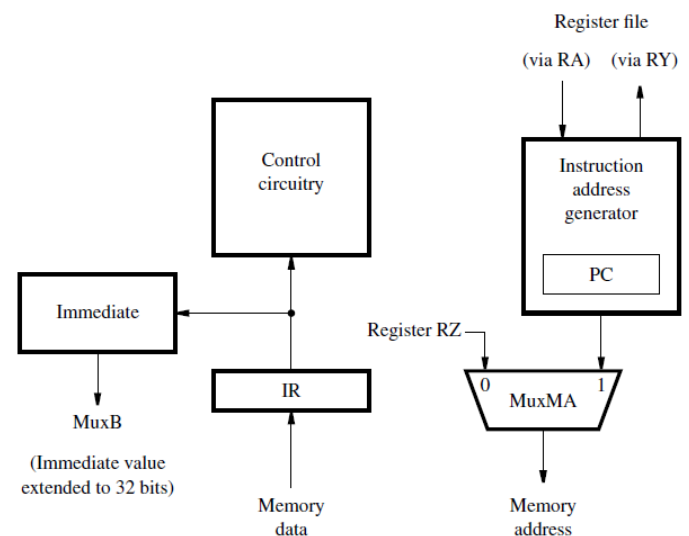 Register file
(via RA) (via RY)
Control
circuitry
Instruction
address
generator
PC
Immediate
Register RZ
IR
0 1
MuxMA
MuxB
(Immediate value
extended to 32 bits)
Memory
data
Memory
address